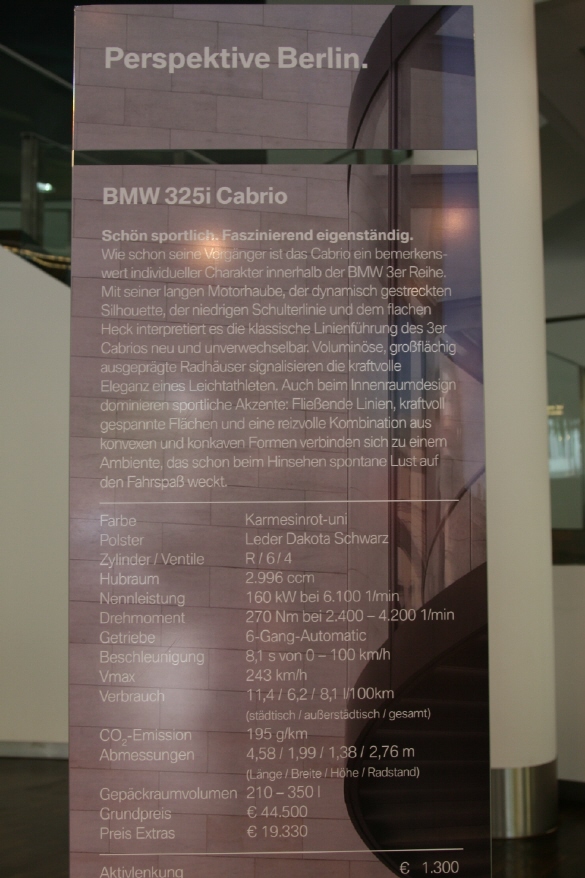 Perspektive Berlin.
BMW 325i Cabrio
Schön sportlich. Faszinierend eigenständig.
Wie schon seine Vorgänger ist das Cabrio ein bemerkens-
wert individueller Charakter innerhalb der BMW 3er Reihe.
Mit seiner langen Motorhaube, der dynamisch gestreckten
Silhouette, der niedrigen Schulterlinie und dem flachen
Heck interpretiert es die klassische Linienführung des 3er
Cabrios neu und unverwechselbar. Voluminöse, großflächig
ausgeprägte Radhäuser signalisieren die kraftvolle
Eleganz eines Leichtathleten. Auch beim Innenraumdesign
dominieren sportliche Akzente: Fließende Linien, kraftvoll
gespannte Flächen und eine reizvolle Kombination aus
konvexen und konkaven Formen verbinden sich zu einem
Ambiente, das schon beim Hinsehen spontane Lust auf
den Fahrspaß weckt.
Farbe Karmesinrot-uni
Polster Leder Dakota Schwarz
Zylinder / Ventile R / 6 / 4
Hubraum 2.996 ccm
Nennleistung 160 kW bei 6.100 1/min
Drehmoment 270 Nm bei 2.400 – 4.200 1/min
Getriebe 6-Gang-Automatic
Beschleunigung 8,1 s von 0 – 100 km/h
Vmax 243 km/h
Verbrauch 11,4 / 6,2 / 8,1 l/100km
(städtisch / außerstädtisch / gesamt)
CO₂-Emission 195 g/km
Abmessungen 4,58 / 1,99 / 1,38 / 2,76 m
(Länge / Breite / Höhe / Radstand)
Gepäckraumvolumen 210 – 350 l
Grundpreis € 44.500
Preis Extras € 19.330
Aktivlenkung € 1.300